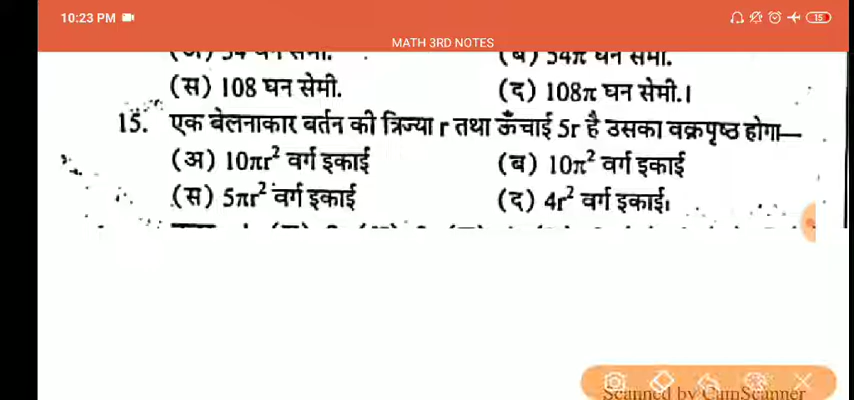 10:23 PM
15
MATH 3RD NOTES
(स) 108 घन सेमी. (द) 108π घन सेमी.।
15. एक बेलनाकार बर्तन की त्रिज्या r तथा ऊँचाई 5r है उसका वक्रपृष्ठ होगा—
(अ) 10πr² वर्ग इकाई (ब) 10π² वर्ग इकाई
(स) 5πr² वर्ग इकाई (द) 4r² वर्ग इकाई।
Scanned by CamScanner